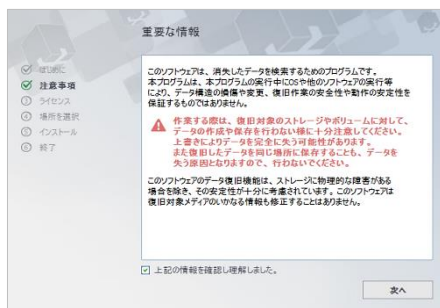 重要な情報
はじめに
注意事項
ライセンス
場所を選択
インストール
終了
このソフトウェアは、消失したデータを検索するためのプログラムです。
本プログラムは、本プログラムの実行中にOSや他のソフトウェアの実行等
により、データ構造の損傷や変更、復旧作業の安全性や動作の安定性を
保証するものではありません。
作業する際は、復旧対象のストレージやボリュームに対して、
データの作成や保存を行わない様に十分注意してください。
上書きによりデータを完全に失う可能性があります。
また復旧したデータを同じ場所に保存することも、データを
失う原因となりますので、行わないでください。
このソフトウェアのデータ復旧機能は、ストレージに物理的な障害がある
場合を除き、その安定性が十分に考慮されています。このソフトウェアは
復旧対象メディアのいかなる情報も修正することはありません。
上記の情報を確認し理解しました。
次へ